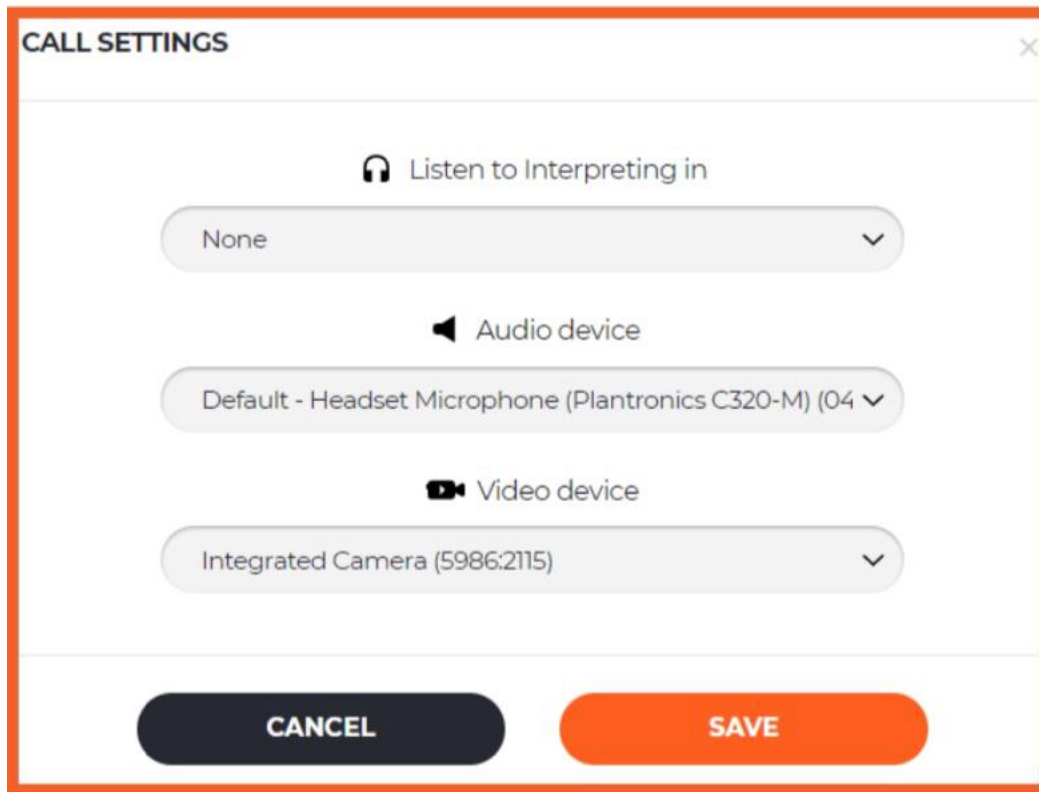 CALL SETTINGS
Listen to Interpreting in
None
Audio device
Default - Headset Microphone (Plantronics C320-M) (04
Video device
Integrated Camera (5986:2115)
CANCEL
SAVE